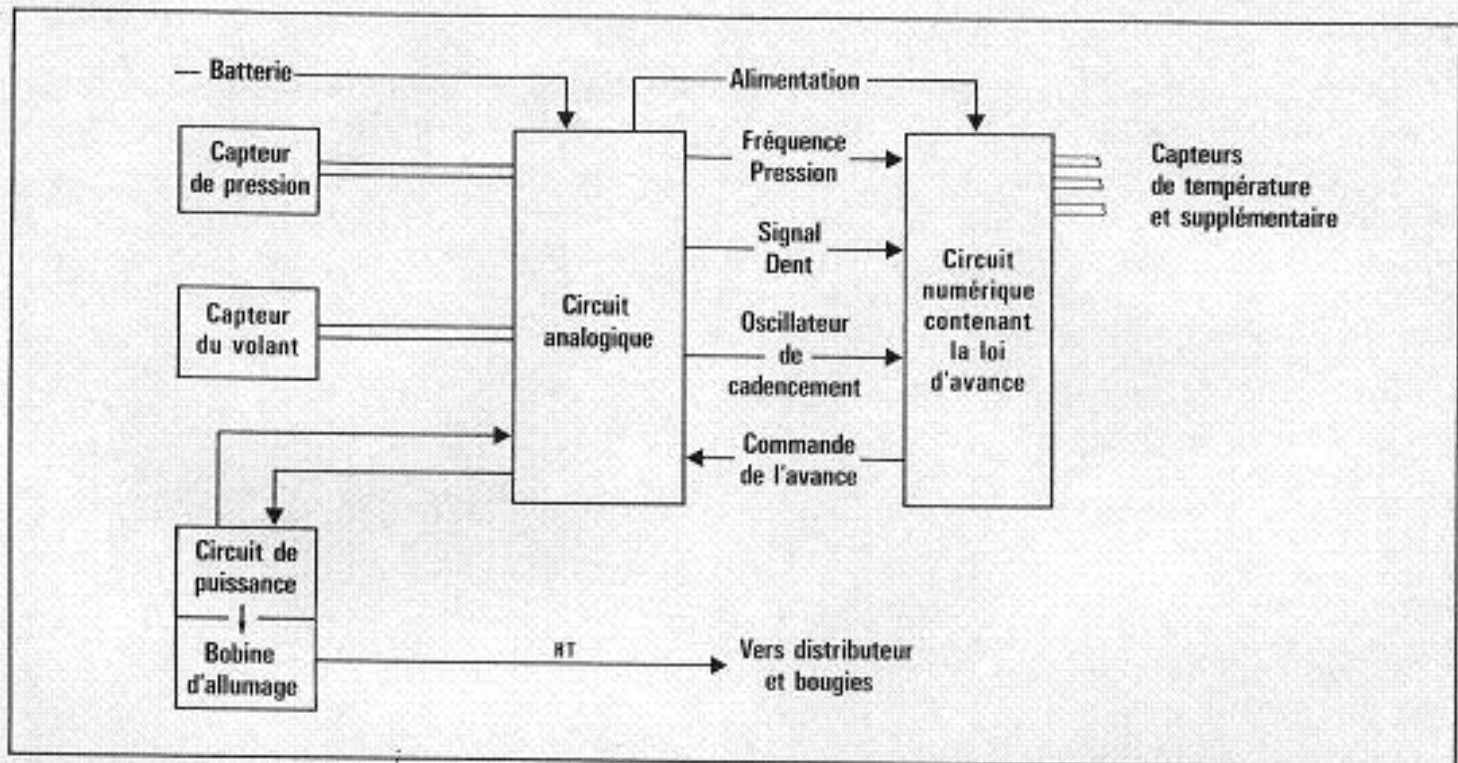 Batterie
Alimentation
Capteur
de pression
Fréquence
Pression
Capteurs
de température
et supplémentaire
Signal
Dent
Capteur
du volant
Circuit
analogique
Oscillateur
de
cadencement
Circuit
numérique
contenant
la loi
d'avance
Commande
de l'avance
Circuit de
puissance
Bobine
d'allumage
HT
Vers distributeur
et bougies